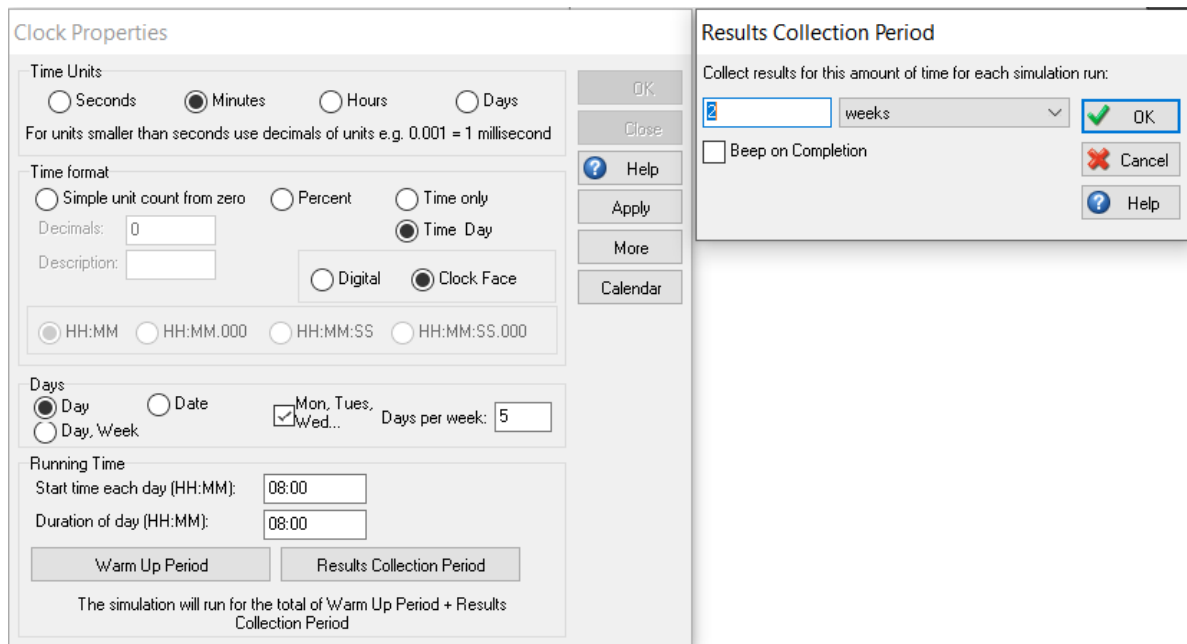 Clock Properties
Time Units
Seconds Minutes Hours Days
For units smaller than seconds use decimals of units e.g. 0.001 = 1 millisecond
Time format
Simple unit count from zero Percent Time only
Decimals: 0 Time Day
Description:
Digital Clock Face
HH:MM HH:MM.000 HH:MM:SS HH:MM:SS.000
Days
Day Date Mon, Tues,
Wed... Days per week: 5
Day, Week
Running Time
Start time each day (HH:MM): 08:00
Duration of day (HH:MM): 08:00
Warm Up Period Results Collection Period
The simulation will run for the total of Warm Up Period + Results
Collection Period
OK
Close
Help
Apply
More
Calendar
Results Collection Period
Collect results for this amount of time for each simulation run:
2 weeks OK
Beep on Completion Cancel
Help